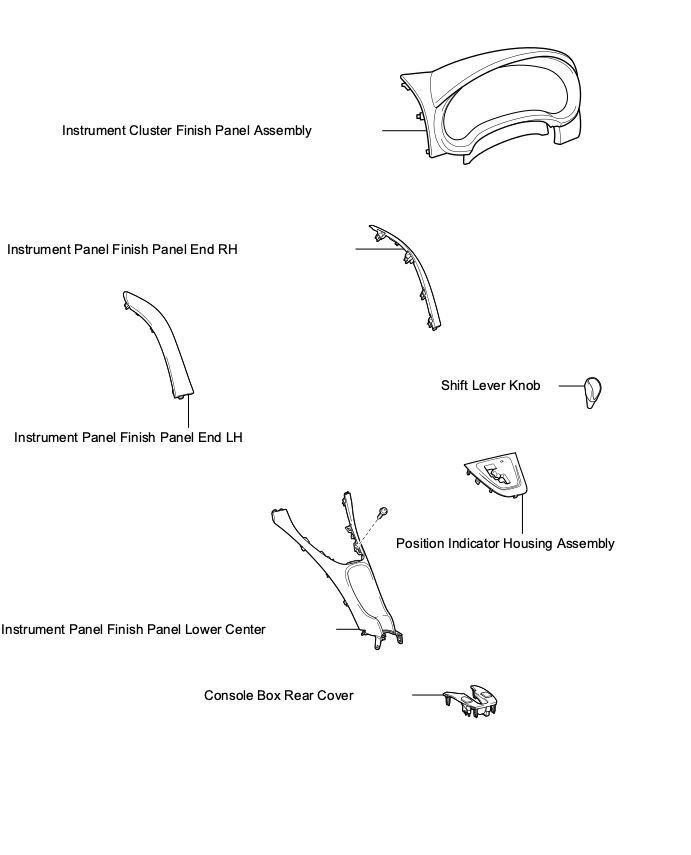 Instrument Cluster Finish Panel Assembly
Instrument Panel Finish Panel End RH
Shift Lever Knob
Instrument Panel Finish Panel End LH
Position Indicator Housing Assembly
Instrument Panel Finish Panel Lower Center
Console Box Rear Cover